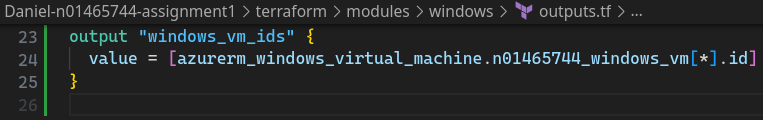 Daniel-n01465744-assignment1 > terraform > modules > windows > outputs.tf > ...
23 output "windows_vm_ids" {
24 value = [azurerm_windows_virtual_machine.n01465744_windows_vm[*].id]
25 }
26